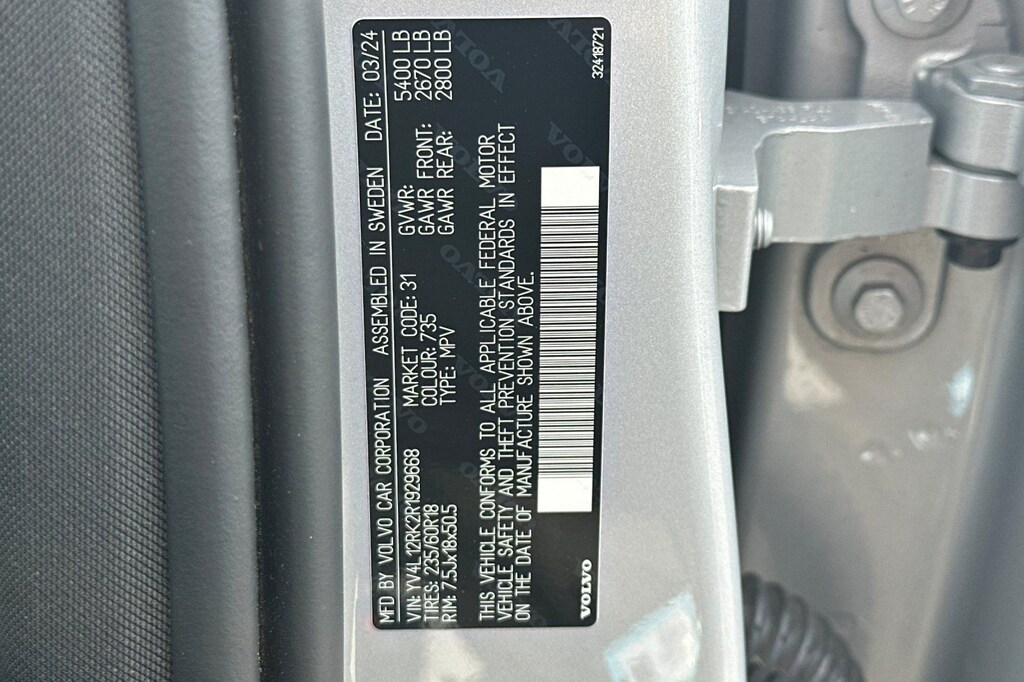 MFD BY VOLVO CAR CORPORATION ASSEMBLED IN SWEDEN DATE: 03/24
VIN: YV4L12RK2R1929668 MARKET CODE: 31 GVWR: 5400 LB
TIRES: 235/60R18 COLOUR: 735 GAWR FRONT: 2670 LB
RIM: 7.5Jx18x50.5 TYPE: MPV GAWR REAR: 2800 LB
THIS VEHICLE CONFORMS TO ALL APPLICABLE FEDERAL MOTOR
VEHICLE SAFETY AND THEFT PREVENTION STANDARDS IN EFFECT
ON THE DATE OF MANUFACTURE SHOWN ABOVE.
VOLVO
32418721